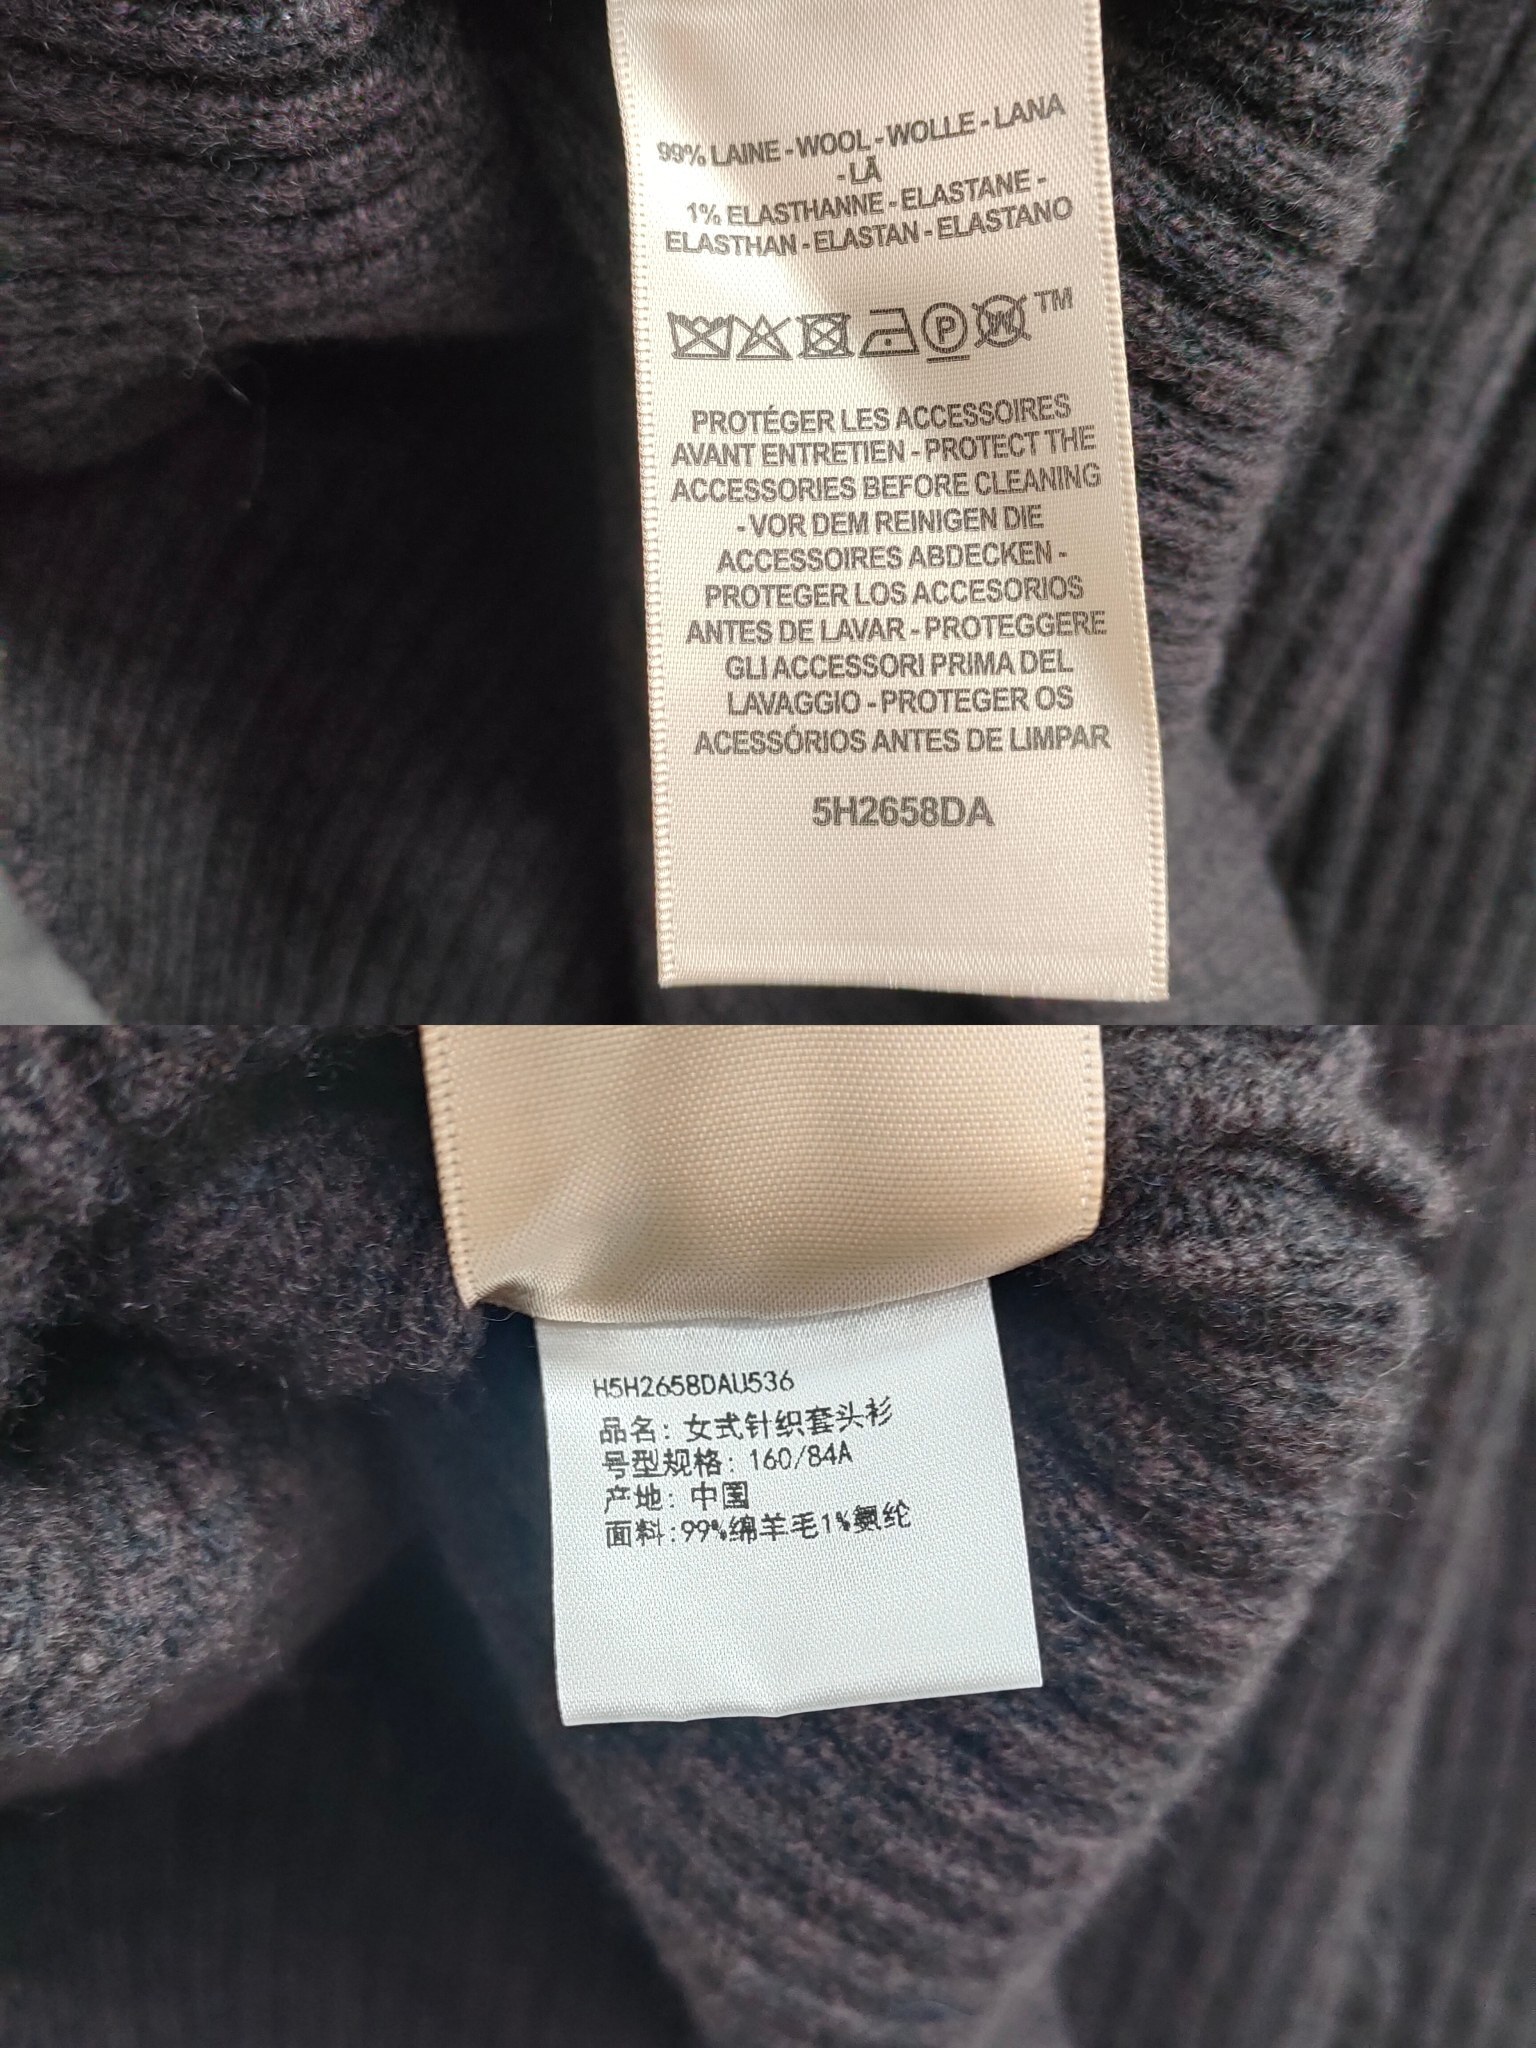 99% LAINE - WOOL - WOLLE - LANA
- LÃ
1% ELASTHANNE - ELASTANE -
ELASTHAN - ELASTAN - ELASTANO
P W TM
PROTÉGER LES ACCESSOIRES
AVANT ENTRETIEN - PROTECT THE
ACCESSORIES BEFORE CLEANING
- VOR DEM REINIGEN DIE
ACCESSOIRES ABDECKEN -
PROTEGER LOS ACCESORIOS
ANTES DE LAVAR - PROTEGGERE
GLI ACCESSORI PRIMA DEL
LAVAGGIO - PROTEGER OS
ACESSÓRIOS ANTES DE LIMPAR
5H2658DA
H5H2658DAU536
品名: 女式针织套头衫
号型规格: 160/84A
产地: 中国
面料:99%绵羊毛1%氨纶